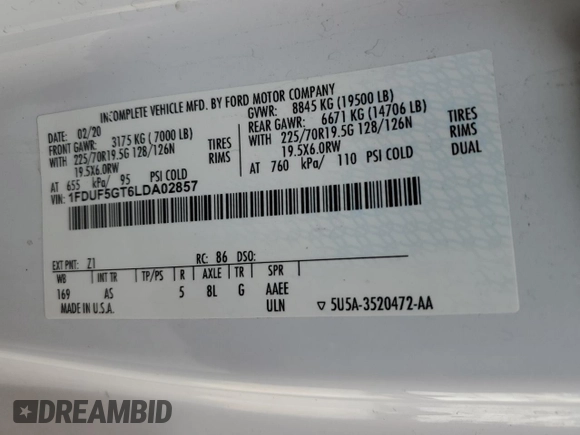 INCOMPLETE VEHICLE MFD. BY FORD MOTOR COMPANY
DATE: 02/20 GVWR: 8845 KG (19500 LB)
FRONT GAWR: 3175 KG (7000 LB) REAR GAWR: 6671 KG (14706 LB)
WITH 225/70R19.5G 128/126N TIRES WITH 225/70R19.5G 128/126N TIRES
19.5X6.0RW RIMS 19.5X6.0RW RIMS
AT 655 kPa/ 95 PSI COLD AT 760 kPa/ 110 PSI COLD DUAL
VIN: 1FDUF5GT6LDA02857
EXT PNT: Z1 RC: 86 DSO:
WB INT TR TP/PS R AXLE TR SPR
169 AS 5 8L G AAEE
MADE IN U.S.A. ULN ▽ 5U5A-3520472-AA
DREAMBID